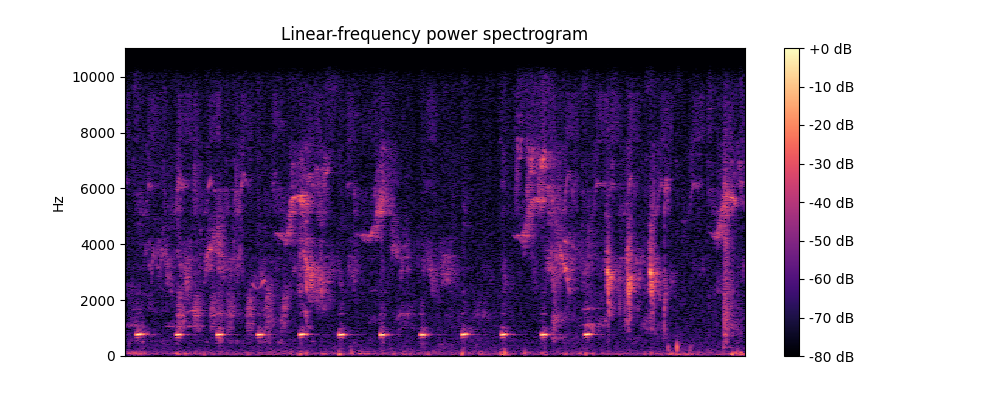 Linear-frequency power spectrogram
Hz
10000
8000
6000
4000
2000
0
+0 dB
-10 dB
-20 dB
-30 dB
-40 dB
-50 dB
-60 dB
-70 dB
-80 dB